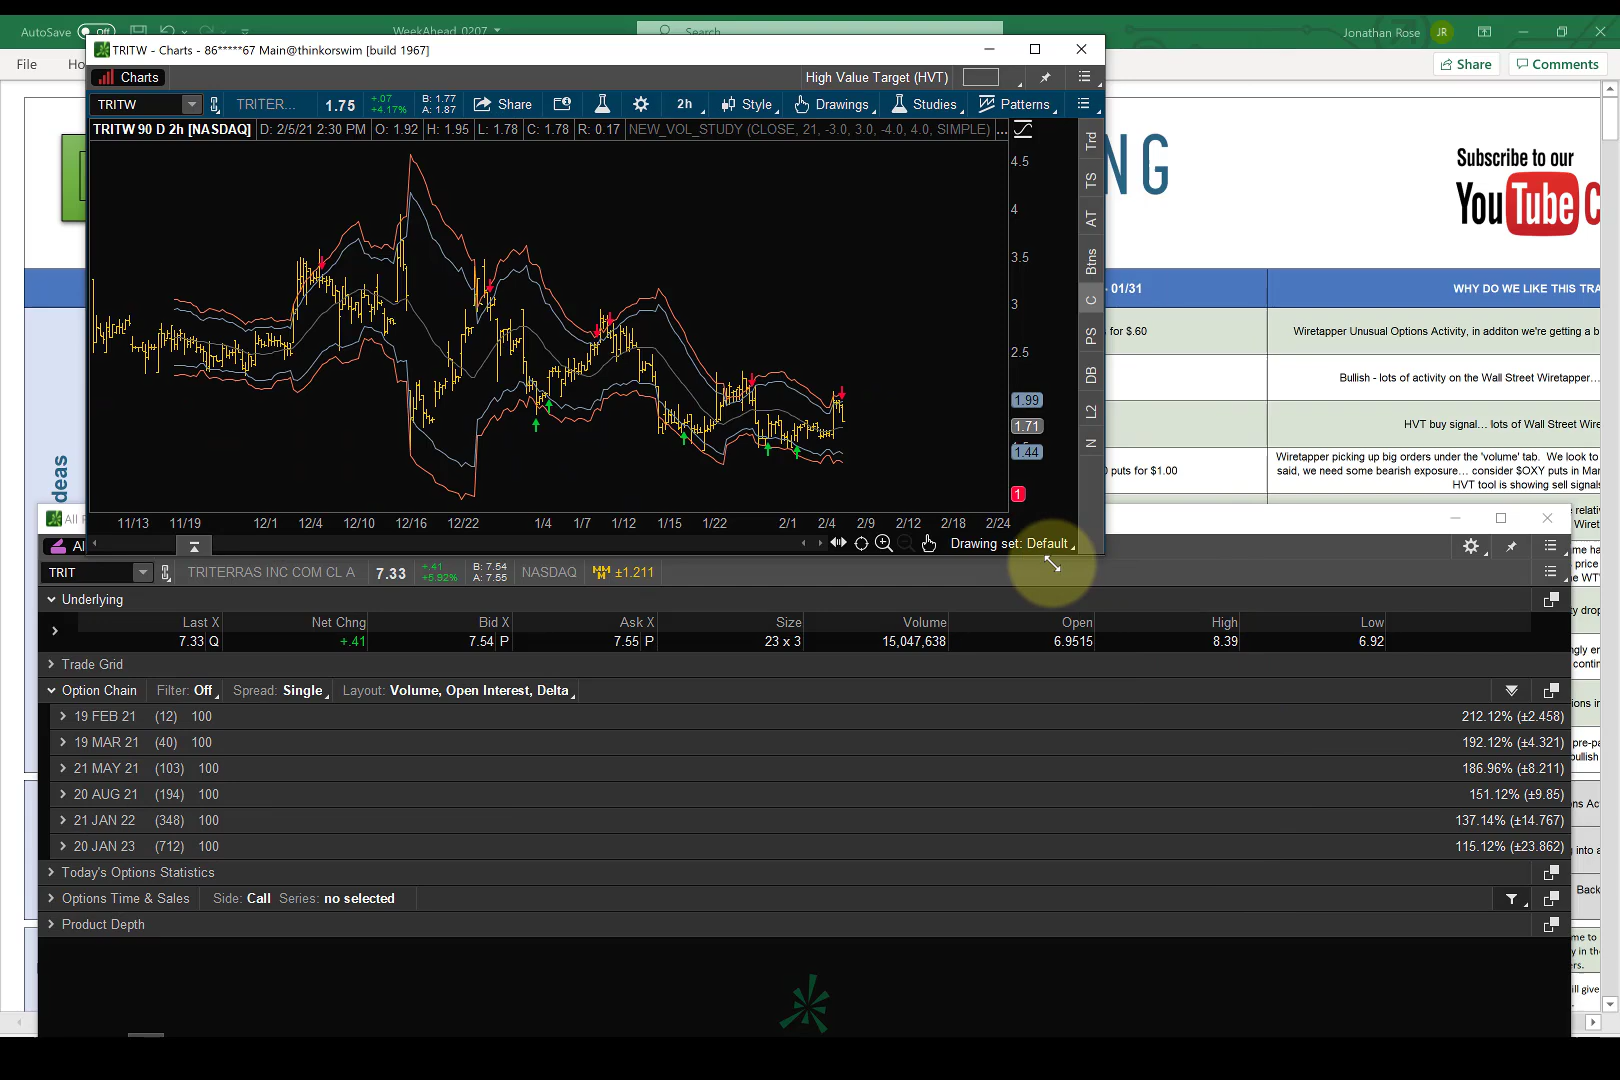 AutoSave Off WeekAhead_0207 Search Jonathan Rose JR
TRITW - Charts - 86*****67 Main@thinkorswim [build 1967]
File Share Comments
Charts High Value Target (HVT)
TRITW TRITER... 1.75 +.07 +4.17% B: 1.77 A: 1.87 Share 2h Style Drawings Studies Patterns
TRITW 90 D 2h [NASDAQ] D: 2/5/21 2:30 PM O: 1.92 H: 1.95 L: 1.78 C: 1.78 R: 0.17 NEW_VOL_STUDY (CLOSE, 21, -3.0, 3.0, -4.0, 4.0, SIMPLE) ...
Trd
TS
AT
Btns
C
PS
DB
L2
N
4.5
4
3.5
3
2.5
1.99
1.71
1.44
1
11/13 11/19 12/1 12/4 12/10 12/16 12/22 1/4 1/7 1/12 1/15 1/22 2/1 2/4 2/9 2/12 2/18 2/24
Drawing set: Default
NG
Subscribe to our
YouTube C
- 01/31 WHY DO WE LIKE THIS TRA
for $.60 Wiretapper Unusual Options Activity, in additon we're getting a b
Bullish - lots of activity on the Wall Street Wiretapper...
HVT buy signal... lots of Wall Street Wire
puts for $1.00 Wiretapper picking up big orders under the 'volume' tab. We look to
said, we need some bearish exposure... consider $OXY puts in Mar
HVT tool is showing sell signals
deas
All
TRIT TRITERRAS INC COM CL A 7.33 +.41 +5.92% B: 7.54 A: 7.55 NASDAQ MMM ±1.211
Underlying
Last X Net Chng Bid X Ask X Size Volume Open High Low
7.33 Q +.41 7.54 P 7.55 P 23 x 3 15,047,638 6.9515 8.39 6.92
Trade Grid
Option Chain Filter: Off Spread: Single Layout: Volume, Open Interest, Delta
19 FEB 21 (12) 100 212.12% (±2.458)
19 MAR 21 (40) 100 192.12% (±4.321)
21 MAY 21 (103) 100 186.96% (±8.211)
20 AUG 21 (194) 100 151.12% (±9.85)
21 JAN 22 (348) 100 137.14% (±14.767)
20 JAN 23 (712) 100 115.12% (±23.862)
Today's Options Statistics
Options Time & Sales Side: Call Series: no selected
Product Depth